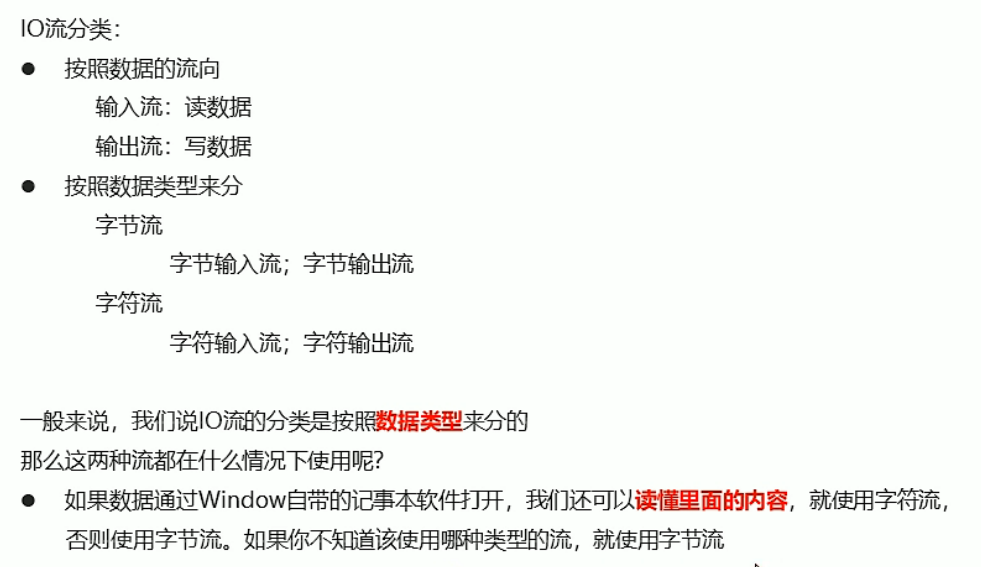 IO流分类：
● 按照数据的流向
输入流：读数据
输出流：写数据
● 按照数据类型来分
字节流
字节输入流；字节输出流
字符流
字符输入流；字符输出流
一般来说，我们说IO流的分类是按照数据类型来分的
那么这两种流都在什么情况下使用呢？
● 如果数据通过Window自带的记事本软件打开，我们还可以读懂里面的内容，就使用字符流，
否则使用字节流。如果你不知道该使用哪种类型的流，就使用字节流